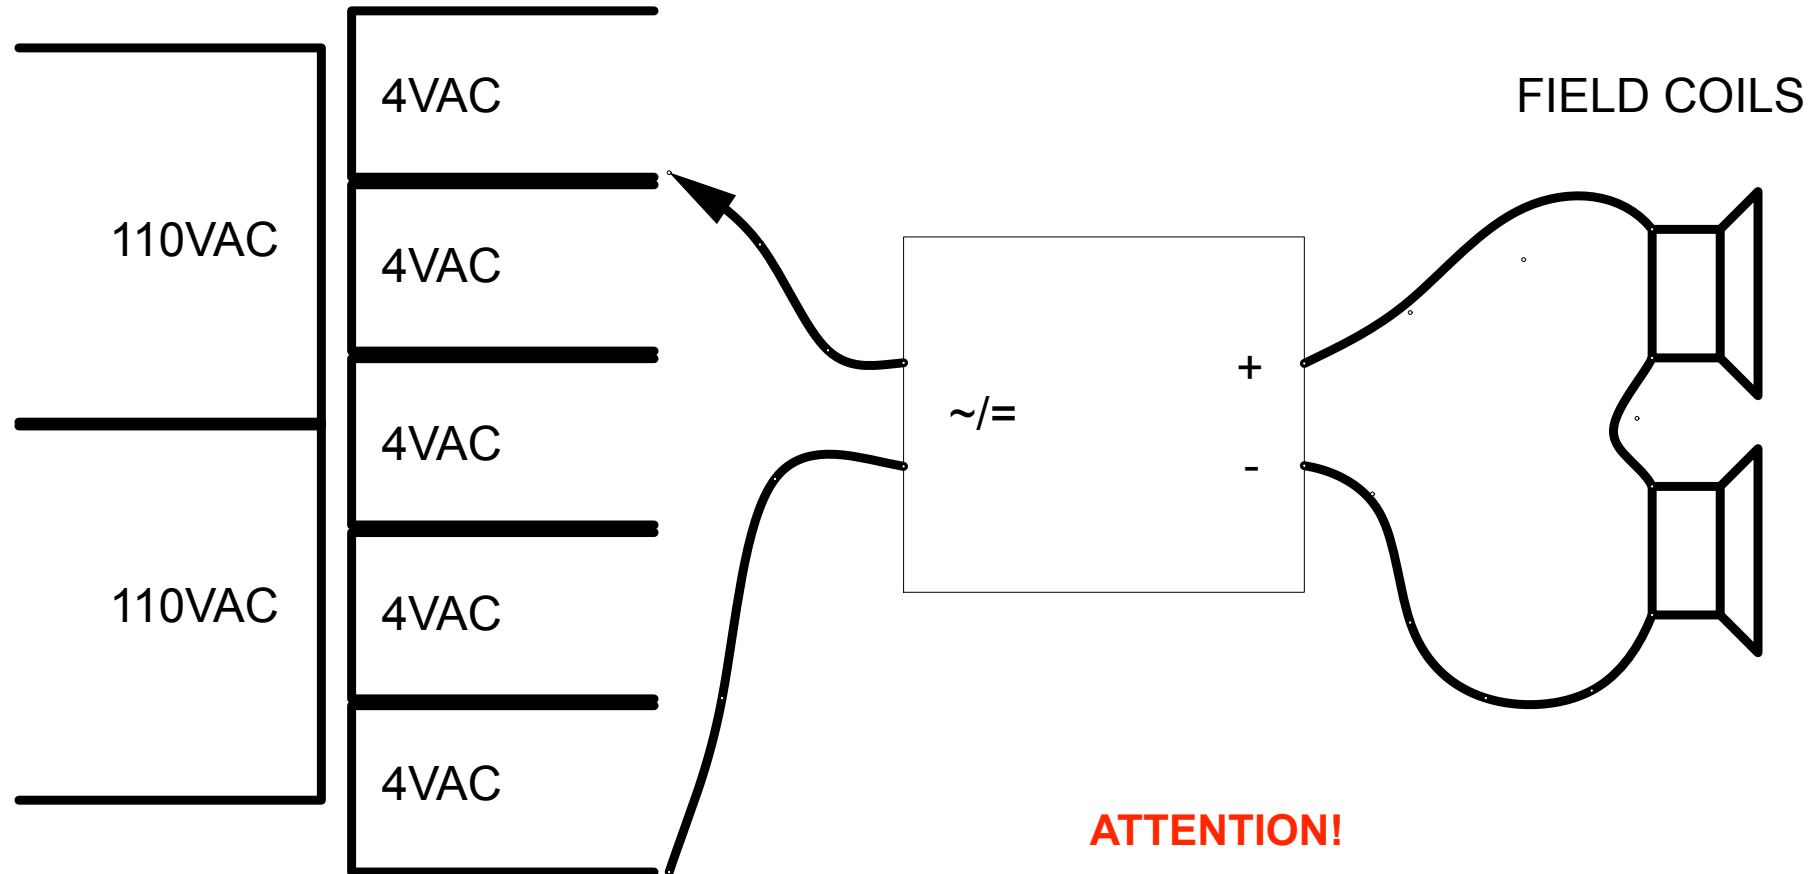 4VAC
FIELD COILS
110VAC
4VAC
+
~/=
4VAC
-
110VAC
4VAC
4VAC
ATTENTION!